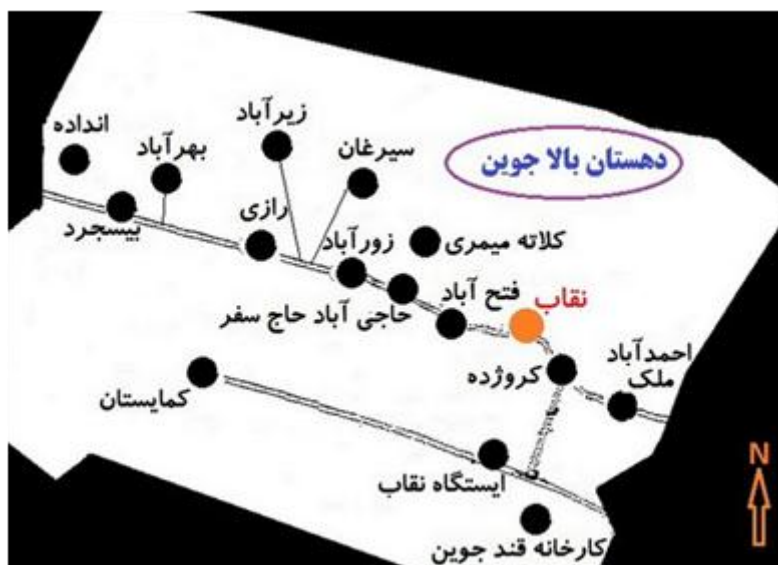 دهستان بالا جوین
زیرآباد
انداده
بهرآباد
سیرغان
رازی
بیسجرد
کلاته میمری
زورآباد
نقاب
فتح آباد
حاجی آباد حاج سفر
احمدآباد
ملک
کروژده
کمایستان
ایستگاه نقاب
کارخانه قند جوین
N